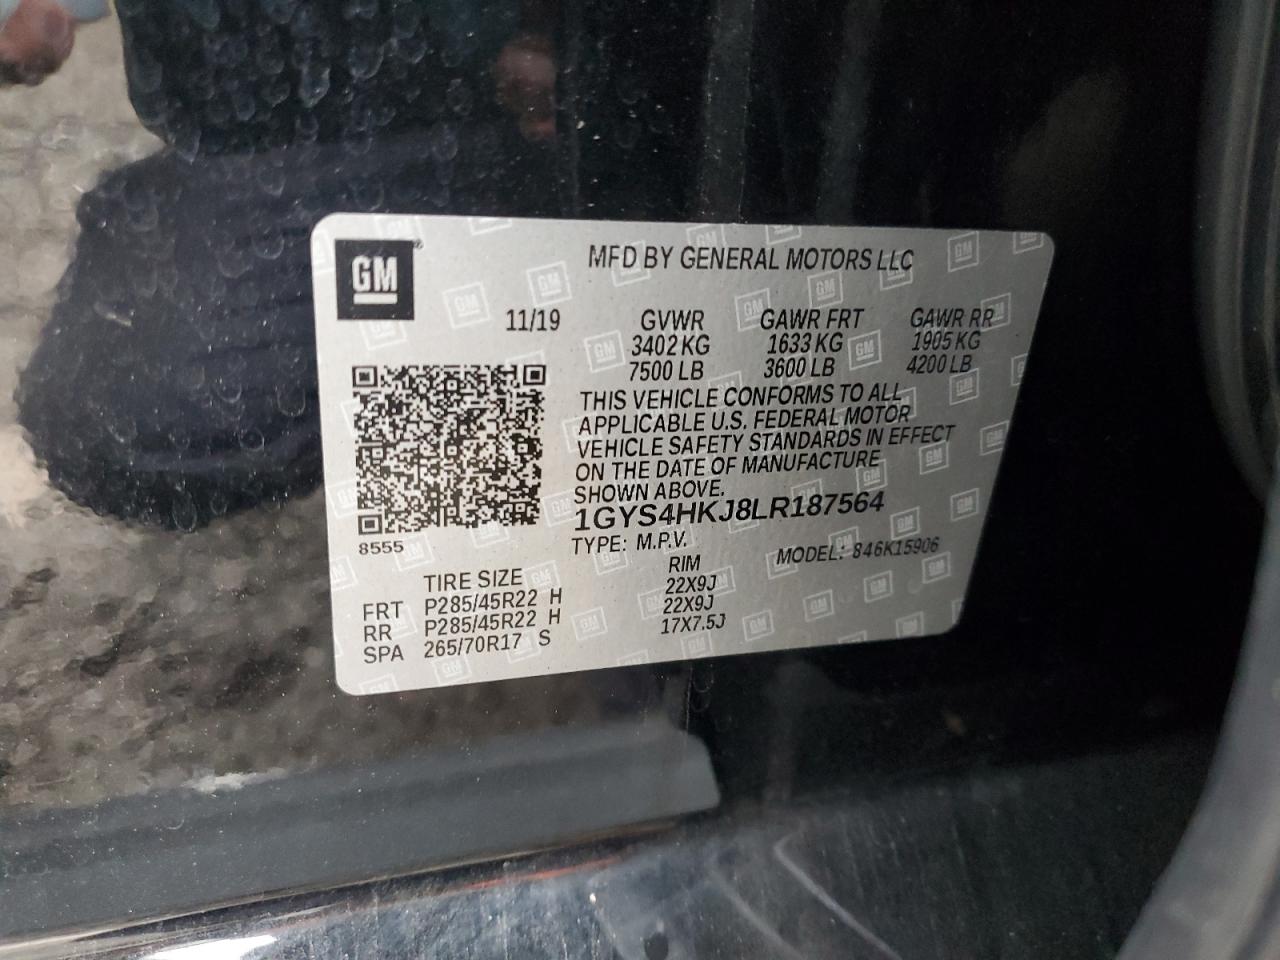 GM
MFD BY GENERAL MOTORS LLC
11/19 GVWR GAWR FRT GAWR RR
3402 KG 1633 KG 1905 KG
7500 LB 3600 LB 4200 LB
THIS VEHICLE CONFORMS TO ALL
APPLICABLE U.S. FEDERAL MOTOR
VEHICLE SAFETY STANDARDS IN EFFECT
ON THE DATE OF MANUFACTURE
SHOWN ABOVE.
1GYS4HKJ8LR187564
8555
TYPE: M.P.V. MODEL: 846K15906
TIRE SIZE RIM
FRT P285/45R22 H 22X9J
RR P285/45R22 H 22X9J
SPA 265/70R17 S 17X7.5J